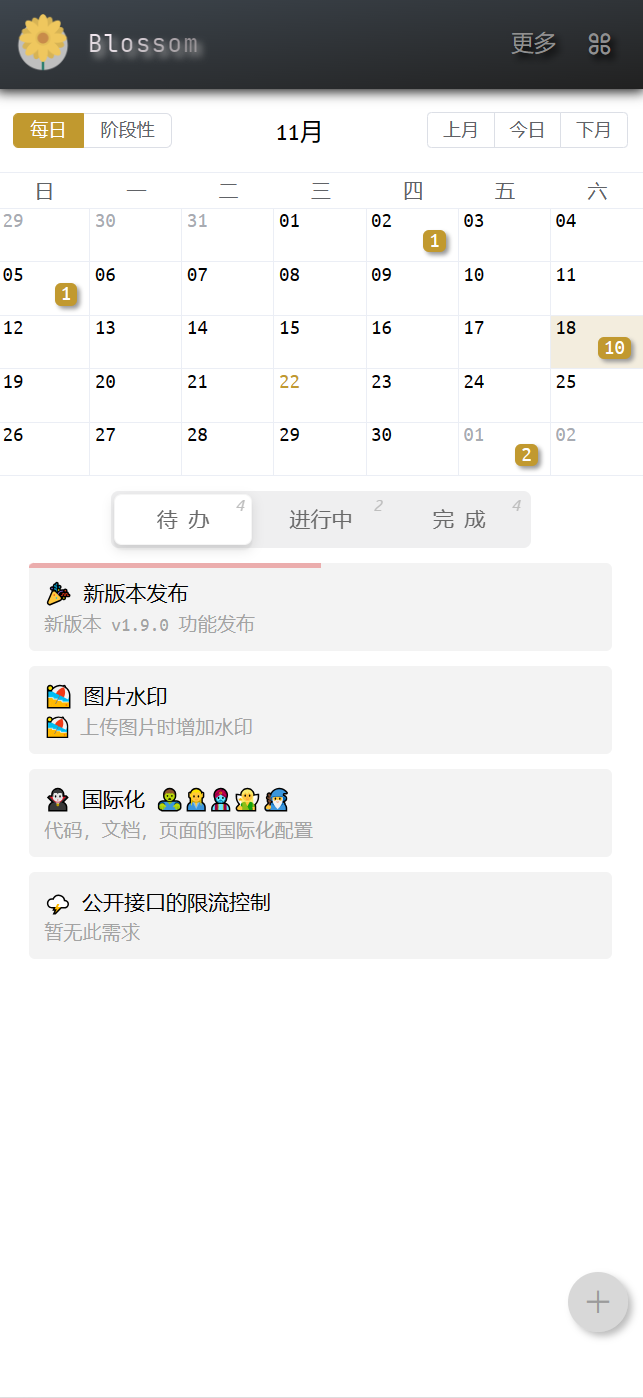 Blossom 更多
每日 阶段性 11月 上月 今日 下月
日 一 二 三 四 五 六
29 30 31 01 02 03 04
1
05 06 07 08 09 10 11
1
12 13 14 15 16 17 18
10
19 20 21 22 23 24 25
26 27 28 29 30 01 02
2
待 办 4 进行中 2 完 成 4
新版本发布
新版本 v1.9.0 功能发布
图片水印
上传图片时增加水印
国际化
代码，文档，页面的国际化配置
公开接口的限流控制
暂无此需求